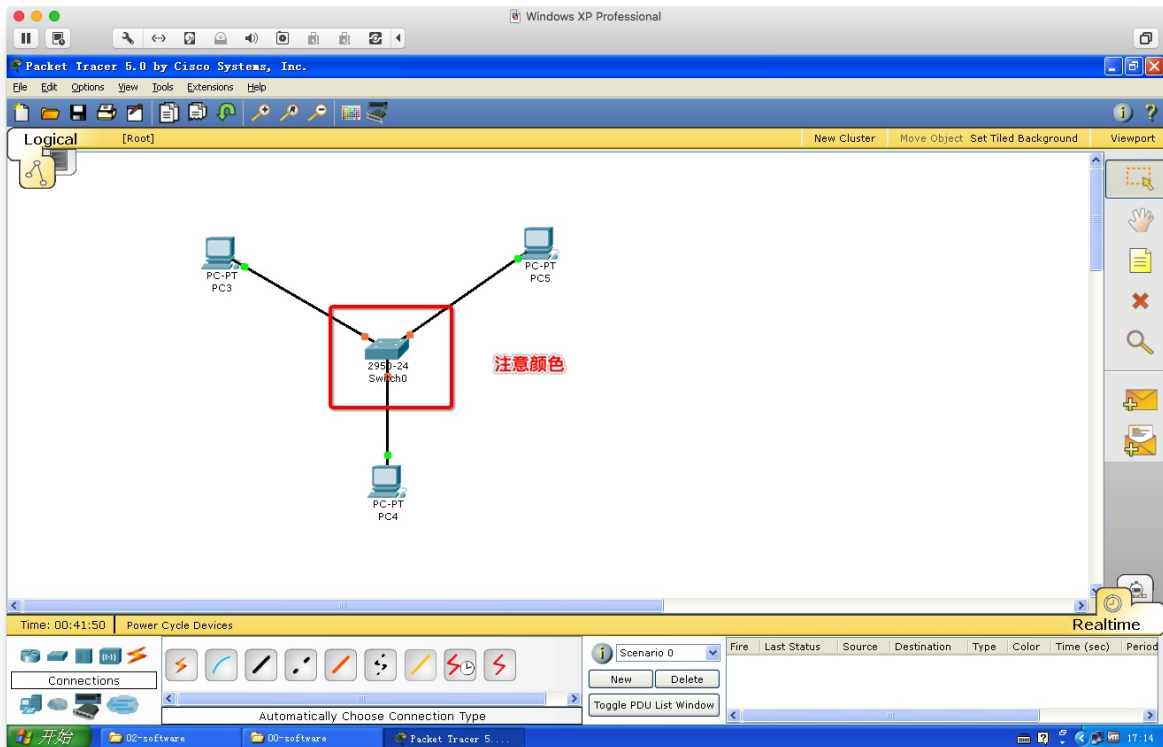 Windows XP Professional
Packet Tracer 5.0 by Cisco Systems, Inc.
File Edit Options View Tools Extensions Help
Logical [Root] New Cluster Move Object Set Tiled Background Viewport
PC-PT
PC3
PC-PT
PC5
2950-24
Switch0
注意颜色
PC-PT
PC4
Time: 00:41:50 Power Cycle Devices Realtime
Connections
Automatically Choose Connection Type
Scenario 0
New Delete
Toggle PDU List Window
Fire Last Status Source Destination Type Color Time (sec) Period
开始 02-software 00-software Packet Tracer 5.... 17:14